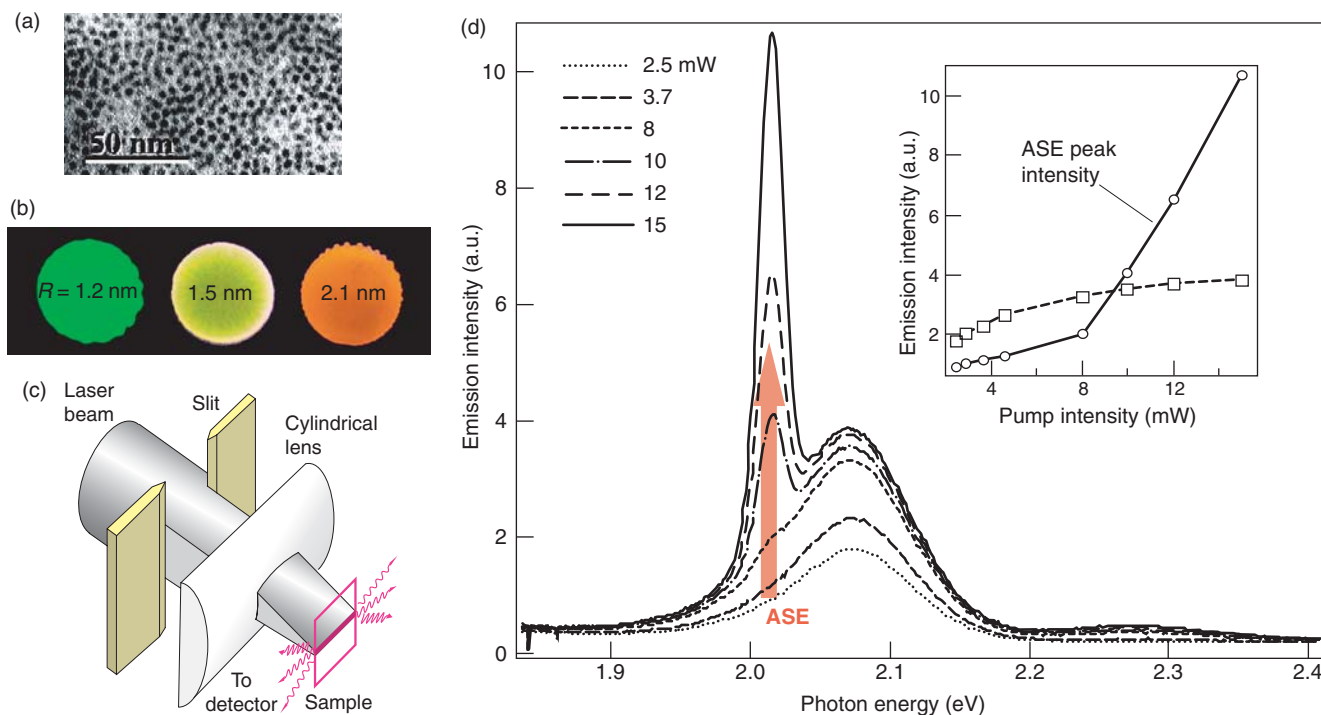 (a)
50 nm
(b)
R = 1.2 nm
1.5 nm
2.1 nm
(c)
Laser
beam
Slit
Cylindrical
lens
To
detector
Sample
(d)
Emission intensity (a.u.)
10
8
6
4
2
0
2.5 mW
3.7
8
10
12
15
ASE
1.9
2.0
2.1
2.2
2.3
2.4
Photon energy (eV)
Emission intensity (a.u.)
10
8
6
4
2
ASE peak
intensity
4
8
12
Pump intensity (mW)